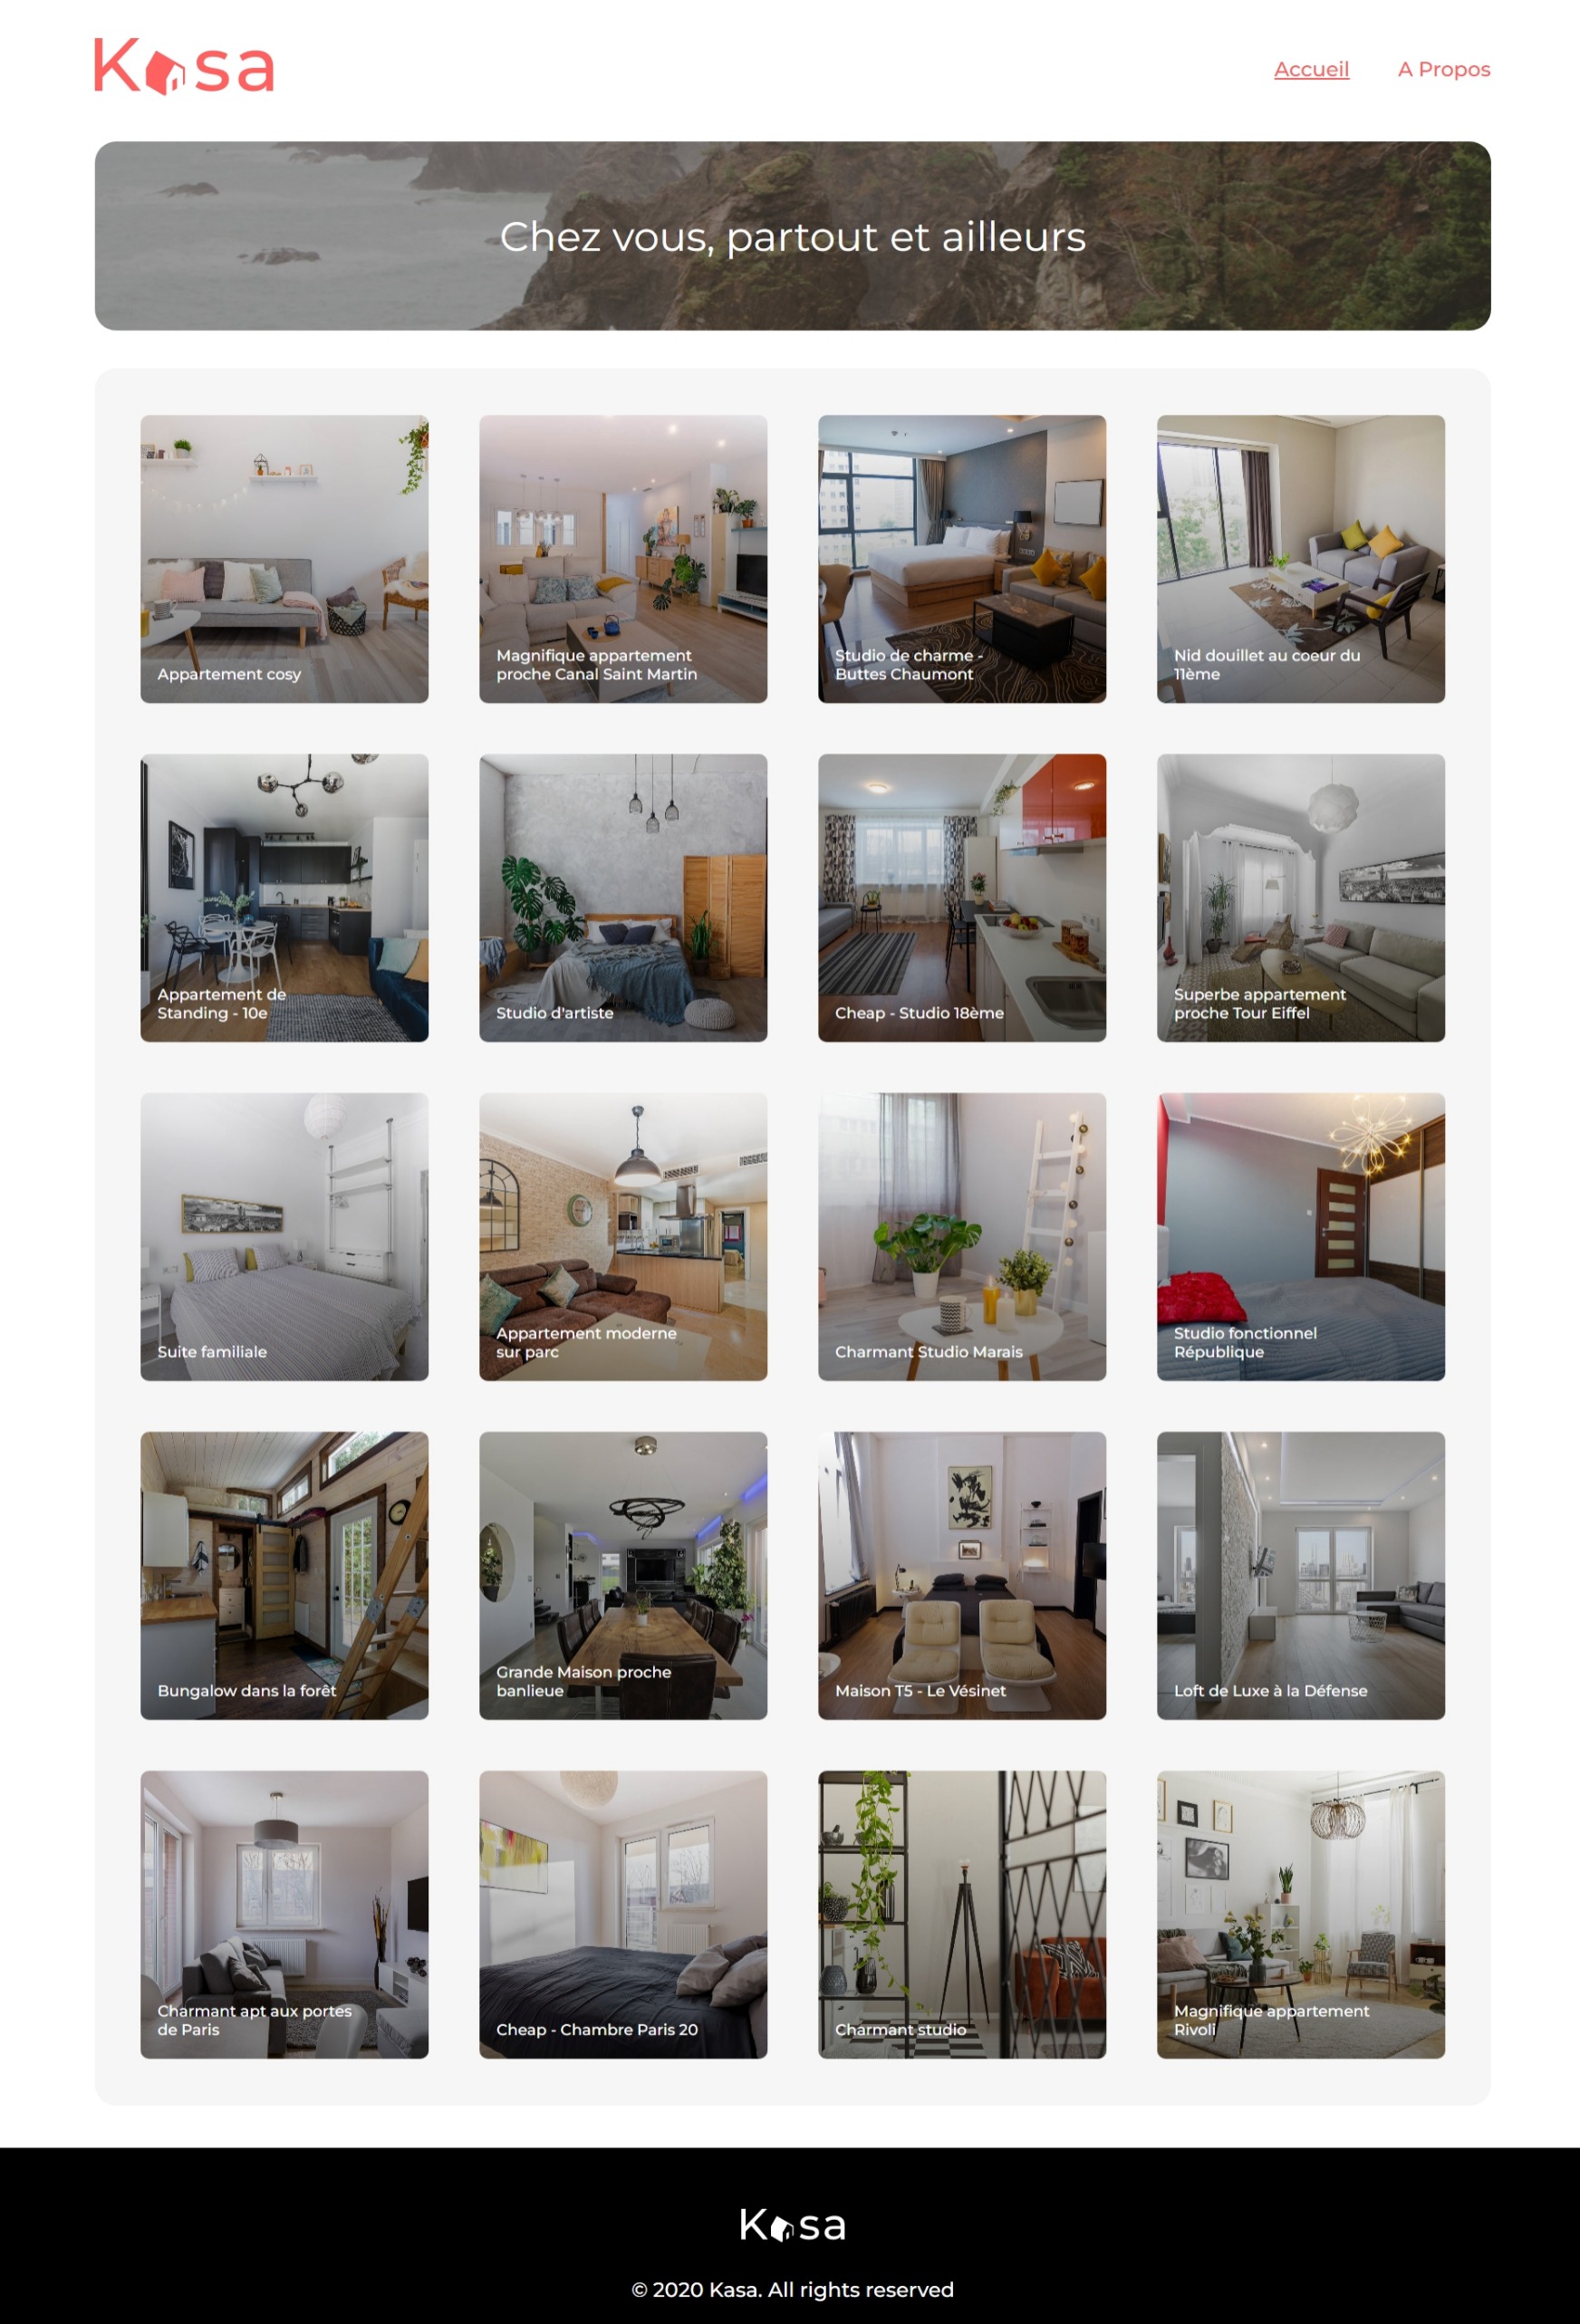 Kasa
Accueil
A Propos
Chez vous, partout et ailleurs
Appartement cosy
Magnifique appartement
proche Canal Saint Martin
Studio de charme -
Buttes Chaumont
Nid douillet au coeur du
11ème
Appartement de
Standing - 10e
Studio d'artiste
Cheap - Studio 18ème
Superbe appartement
proche Tour Eiffel
Suite familiale
Appartement moderne
sur parc
Charmant Studio Marais
Studio fonctionnel
République
Bungalow dans la forêt
Grande Maison proche
banlieue
Maison T5 - Le Vésinet
Loft de Luxe à la Défense
Charmant apt aux portes
de Paris
Cheap - Chambre Paris 20
Charmant studio
Magnifique appartement
Rivoli
Kasa
© 2020 Kasa. All rights reserved